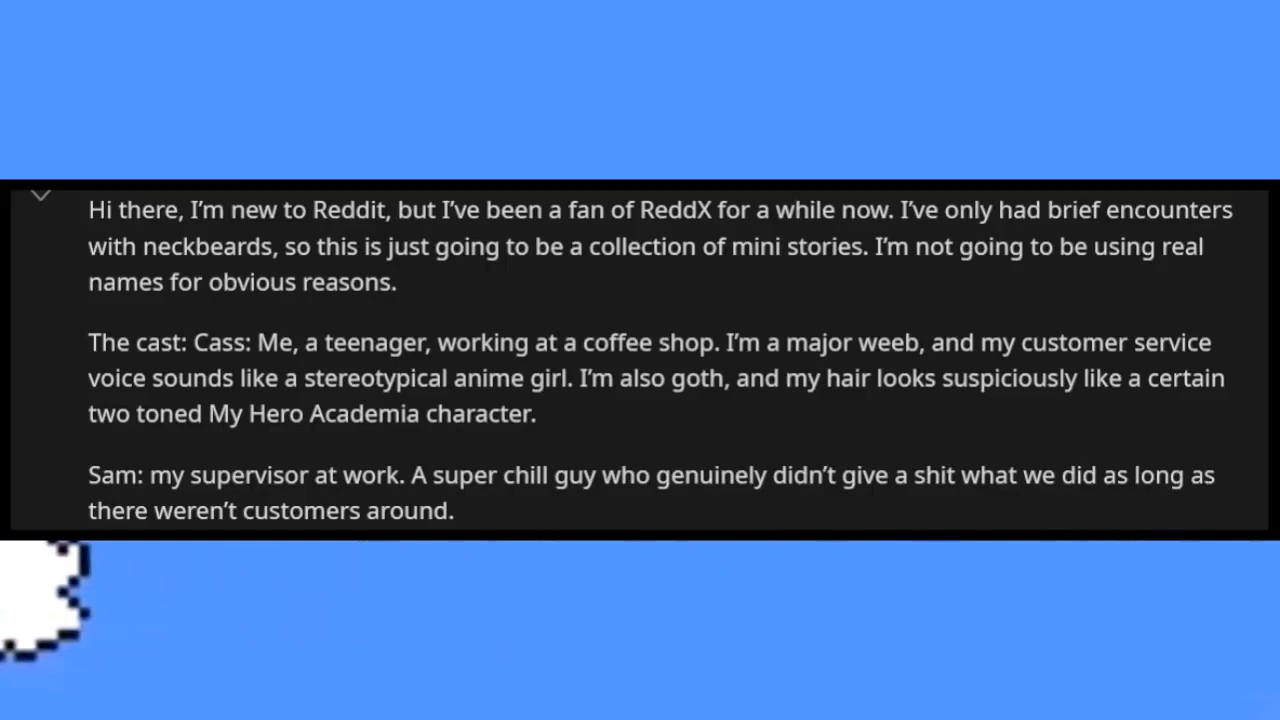 Hi there, I’m new to Reddit, but I’ve been a fan of ReddX for a while now. I’ve only had brief encounters
with neckbeards, so this is just going to be a collection of mini stories. I’m not going to be using real
names for obvious reasons.
The cast: Cass: Me, a teenager, working at a coffee shop. I’m a major weeb, and my customer service
voice sounds like a stereotypical anime girl. I’m also goth, and my hair looks suspiciously like a certain
two toned My Hero Academia character.
Sam: my supervisor at work. A super chill guy who genuinely didn’t give a shit what we did as long as
there weren’t customers around.